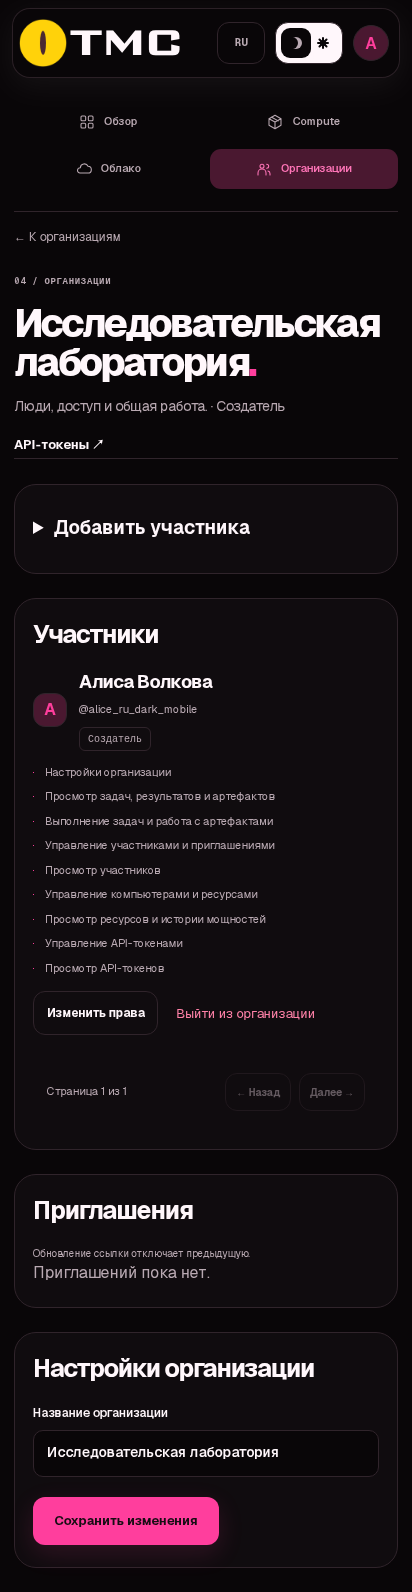 TMC
RU
A
Обзор
Compute
Облако
Организации
← К организациям
04 / ОРГАНИЗАЦИИ
Исследовательская
лаборатория.
Люди, доступ и общая работа. · Создатель
API-токены ↗
▶ Добавить участника
Участники
A
Алиса Волкова
@alice_ru_dark_mobile
Создатель
· Настройки организации
· Просмотр задач, результатов и артефактов
· Выполнение задач и работа с артефактами
· Управление участниками и приглашениями
· Просмотр участников
· Управление компьютерами и ресурсами
· Просмотр ресурсов и истории мощностей
· Управление API-токенами
· Просмотр API-токенов
Изменить права
Выйти из организации
Страница 1 из 1
← Назад
Далее →
Приглашения
Обновление ссылки отключает предыдущую.
Приглашений пока нет.
Настройки организации
Название организации
Исследовательская лаборатория
Сохранить изменения